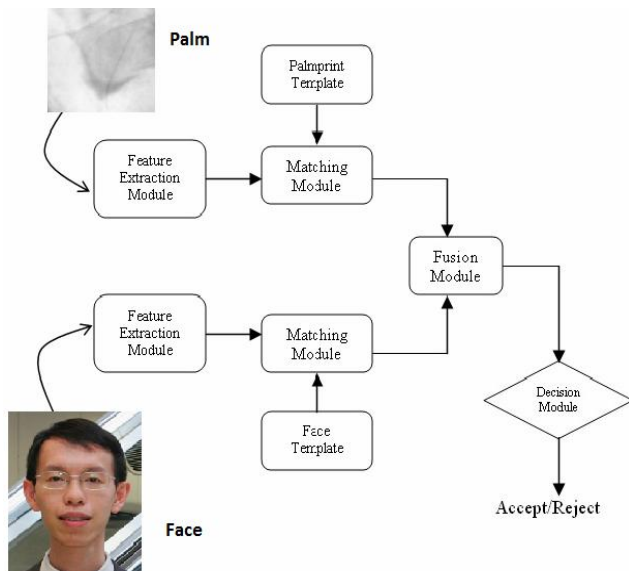 Palm
Palmprint
Template
Feature
Extraction
Module
Matching
Module
Fusion
Module
Feature
Extraction
Module
Matching
Module
Decision
Module
Face
Template
Accept/Reject
Face